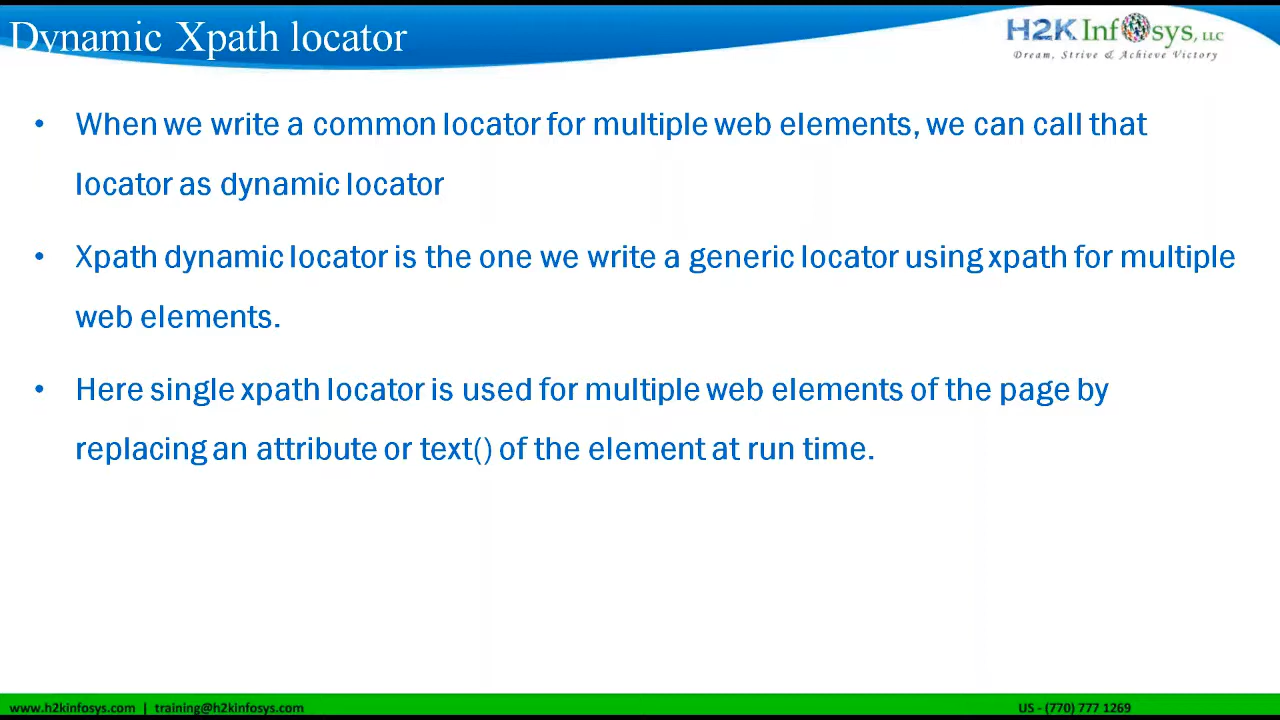 Dynamic Xpath locator
H2K Infosys, LLC
Dream, Strive & Achieve Victory
• When we write a common locator for multiple web elements, we can call that
locator as dynamic locator
• Xpath dynamic locator is the one we write a generic locator using xpath for multiple
web elements.
• Here single xpath locator is used for multiple web elements of the page by
replacing an attribute or text() of the element at run time.
www.h2kinfosys.com | training@h2kinfosys.com
US - (770) 777 1269